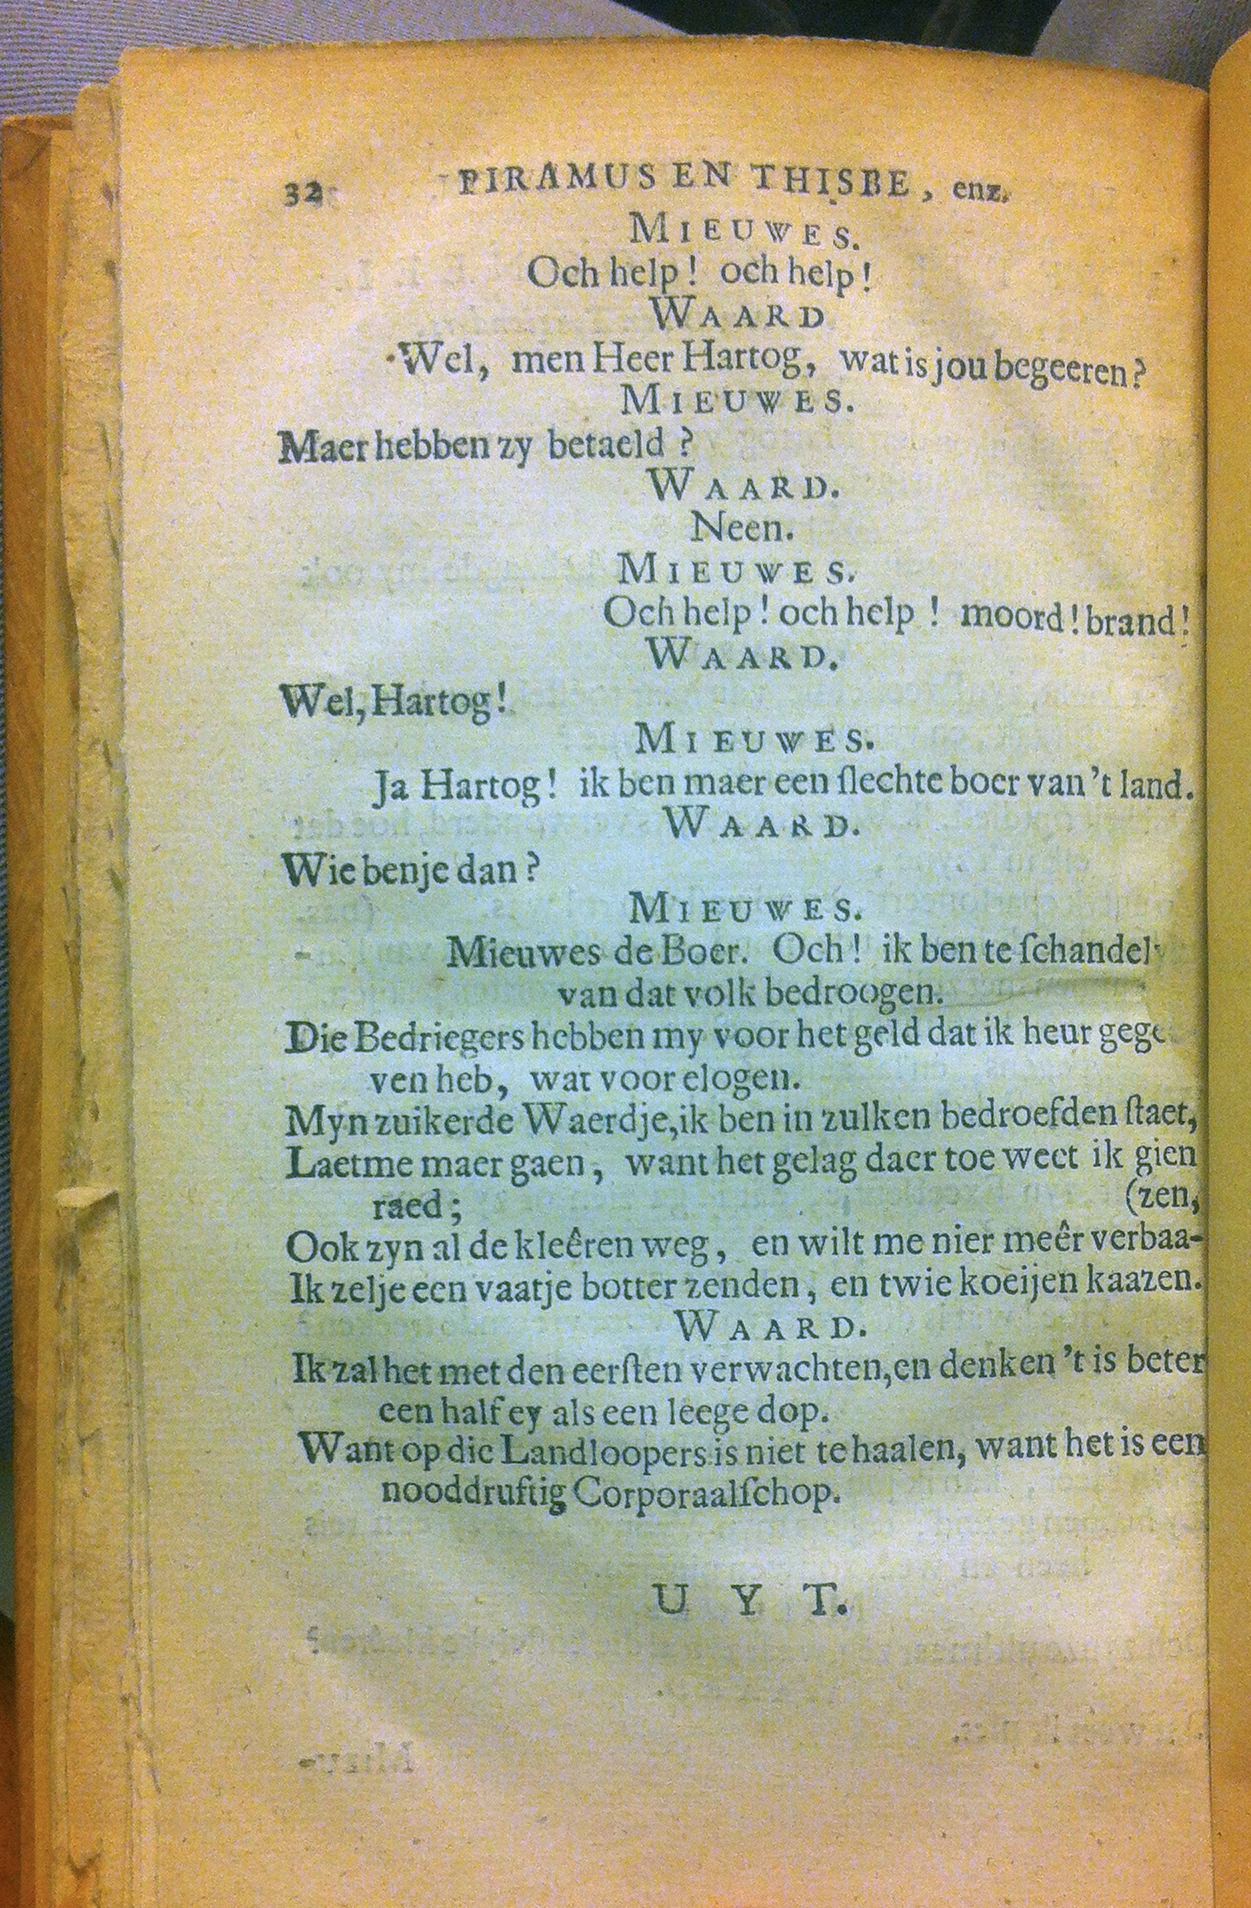 32 PIRAMUS EN THISBE, enz.
MIEUWES.
Och help! och help!
WAARD
Wel, men Heer Hartog, wat is jou begeeren?
MIEUWES.
Maer hebben zy betaeld?
WAARD.
Neen.
MIEUWES.
Och help! och help! moord! brand!
WAARD.
Wel, Hartog!
MIEUWES.
Ja Hartog! ik ben maer een ſlechte boer van 't land.
WAARD.
Wie benje dan?
MIEUWES.
Mieuwes de Boer. Och! ik ben te
van dat volk bedroogen.
Die Bedriegers hebben my voor het geld dat ik heur gege
ven heb, wat voor elogen.
Myn zuikerde Waerdje, ik ben in zulken bedroefden ſtaet,
Laetme maer gaen, want het gelag daer toe weet ik gien
raed; (zen,
Ook zyn al de kleêren weg, en wilt me nier meêr verbaa-
Ik zelje een vaatje botter zenden, en twie koeijen kaazen.
WAARD.
Ik zal het met den eerſten verwachten, en denken 't is beter
een half ey als een leege dop.
Want op die Landloopers is niet te haalen, want het is een
nooddruftig Corporaalſchop.
UYT.